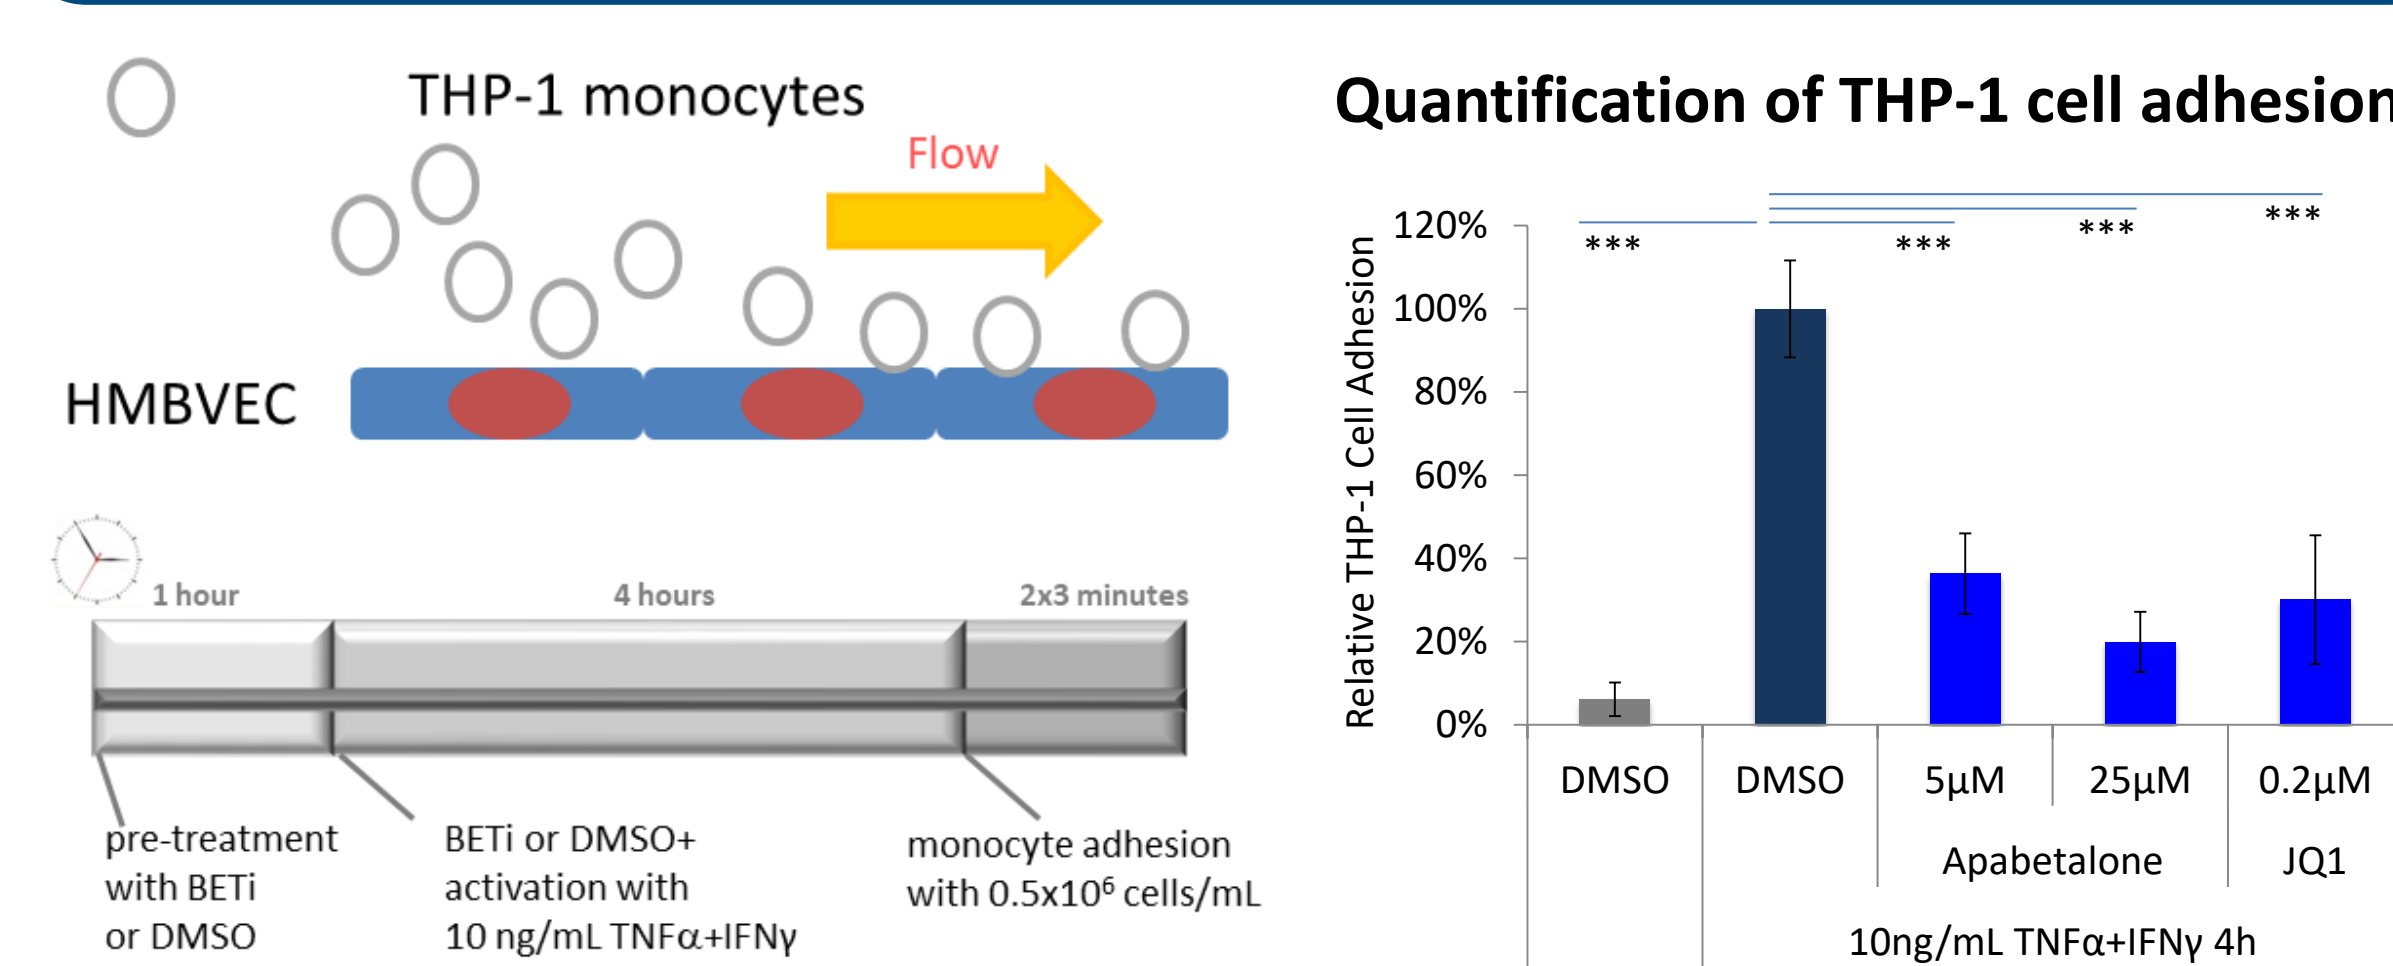 THP-1 monocytes
Flow
HMBVEC
1 hour
4 hours
2x3 minutes
pre-treatment
with BETi
or DMSO
BETi or DMSO+
activation with
10 ng/mL TNFα+IFNγ
monocyte adhesion
with 0.5x10⁶ cells/mL
Quantification of THP-1 cell adhesion
Relative THP-1 Cell Adhesion
120%
100%
80%
60%
40%
20%
0%
***
***
***
***
DMSO
DMSO
5µM
25µM
0.2µM
Apabetalone
JQ1
10ng/mL TNFα+IFNγ 4h